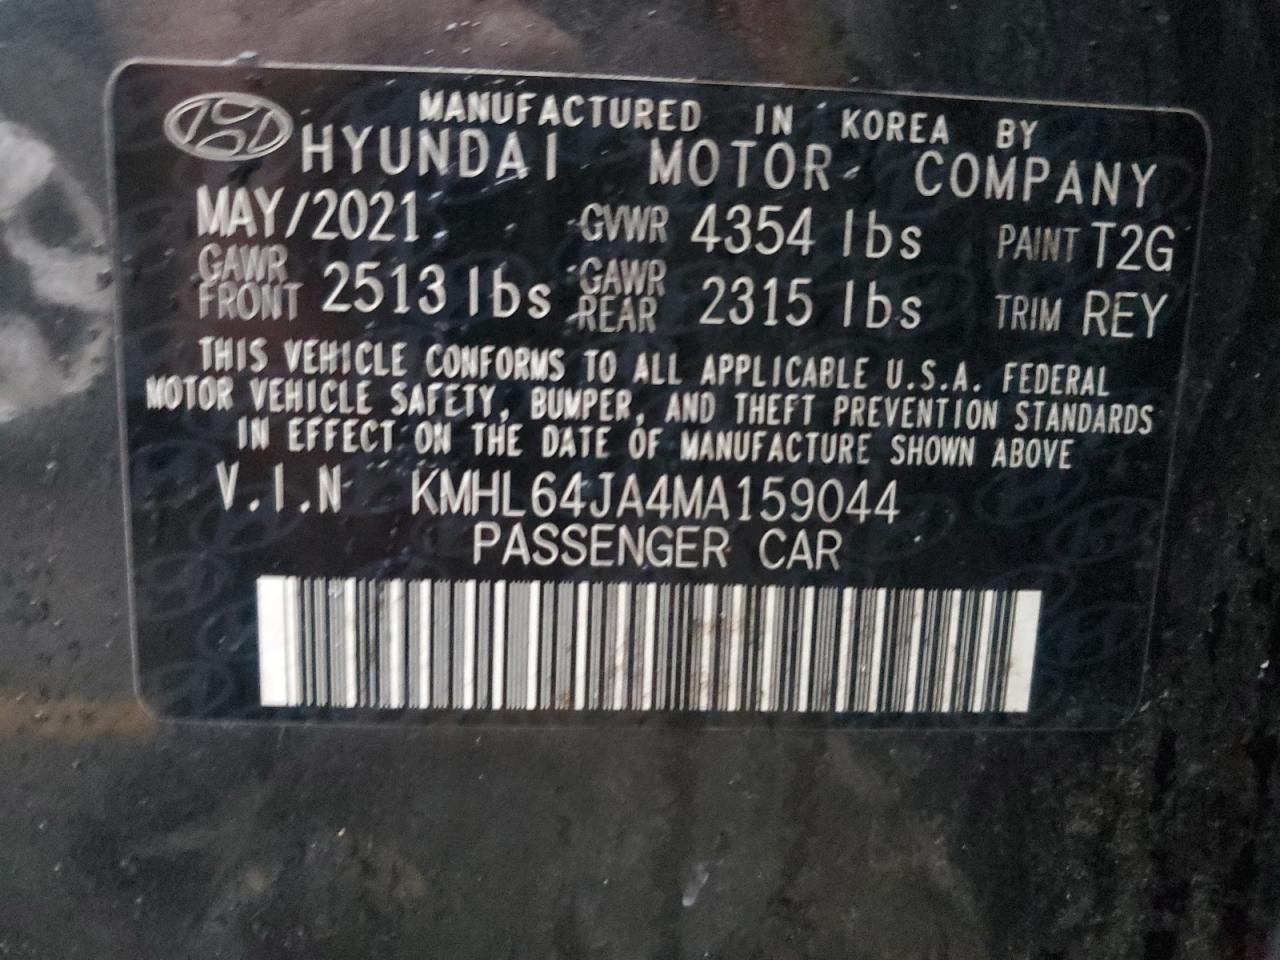 MANUFACTURED IN KOREA BY
HYUNDAI MOTOR COMPANY
MAY/2021 GVWR 4354 lbs PAINT T2G
GAWR FRONT 2513 lbs GAWR REAR 2315 lbs TRIM REY
THIS VEHICLE CONFORMS TO ALL APPLICABLE U.S.A. FEDERAL
MOTOR VEHICLE SAFETY, BUMPER, AND THEFT PREVENTION STANDARDS
IN EFFECT ON THE DATE OF MANUFACTURE SHOWN ABOVE
V.I.N KMHL64JA4MA159044
PASSENGER CAR